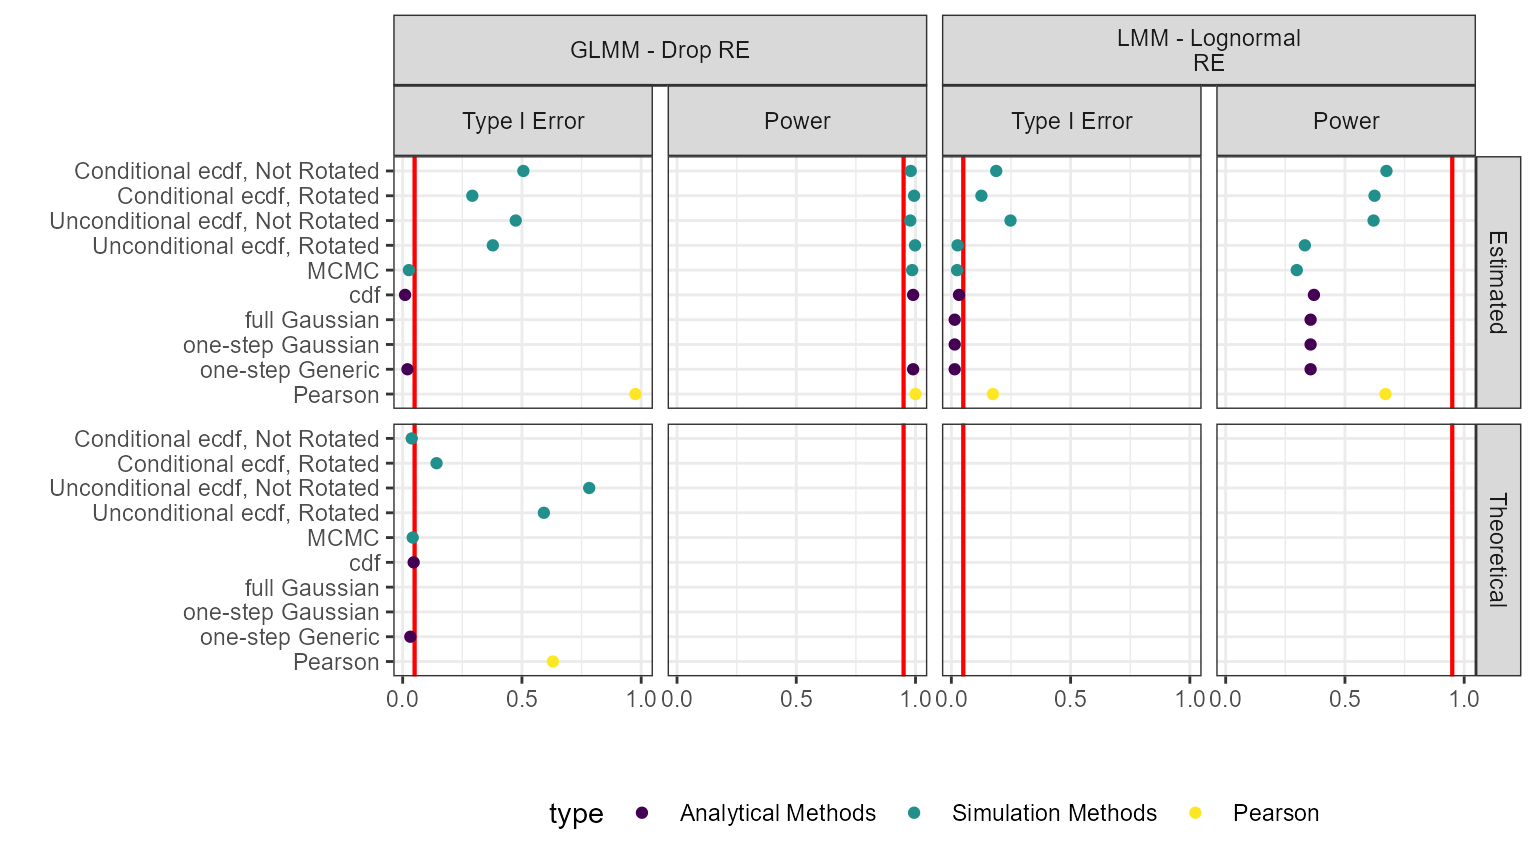 GLMM - Drop RE
LMM - Lognormal
RE
Type I Error
Power
Type I Error
Power
Conditional ecdf, Not Rotated
Conditional ecdf, Rotated
Unconditional ecdf, Not Rotated
Unconditional ecdf, Rotated
MCMC
cdf
full Gaussian
one-step Gaussian
one-step Generic
Pearson
Estimated
Conditional ecdf, Not Rotated
Conditional ecdf, Rotated
Unconditional ecdf, Not Rotated
Unconditional ecdf, Rotated
MCMC
cdf
full Gaussian
one-step Gaussian
one-step Generic
Pearson
Theoretical
0.0 0.5 1.0 0.0 0.5 1.0 0.0 0.5 1.0 0.0 0.5 1.0
type Analytical Methods Simulation Methods Pearson